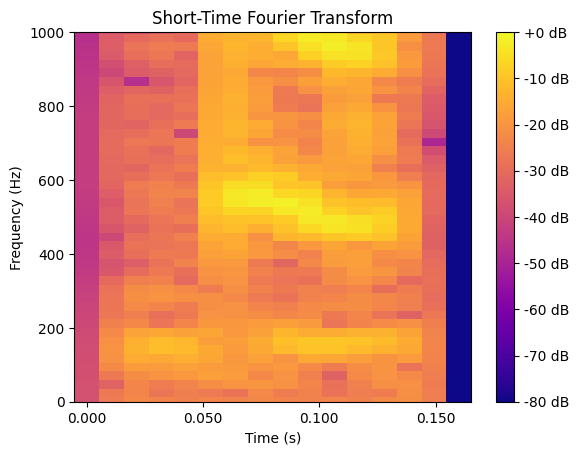 Short-Time Fourier Transform
Frequency (Hz)
1000
800
600
400
200
0
0.000
0.050
0.100
0.150
Time (s)
+0 dB
-10 dB
-20 dB
-30 dB
-40 dB
-50 dB
-60 dB
-70 dB
-80 dB